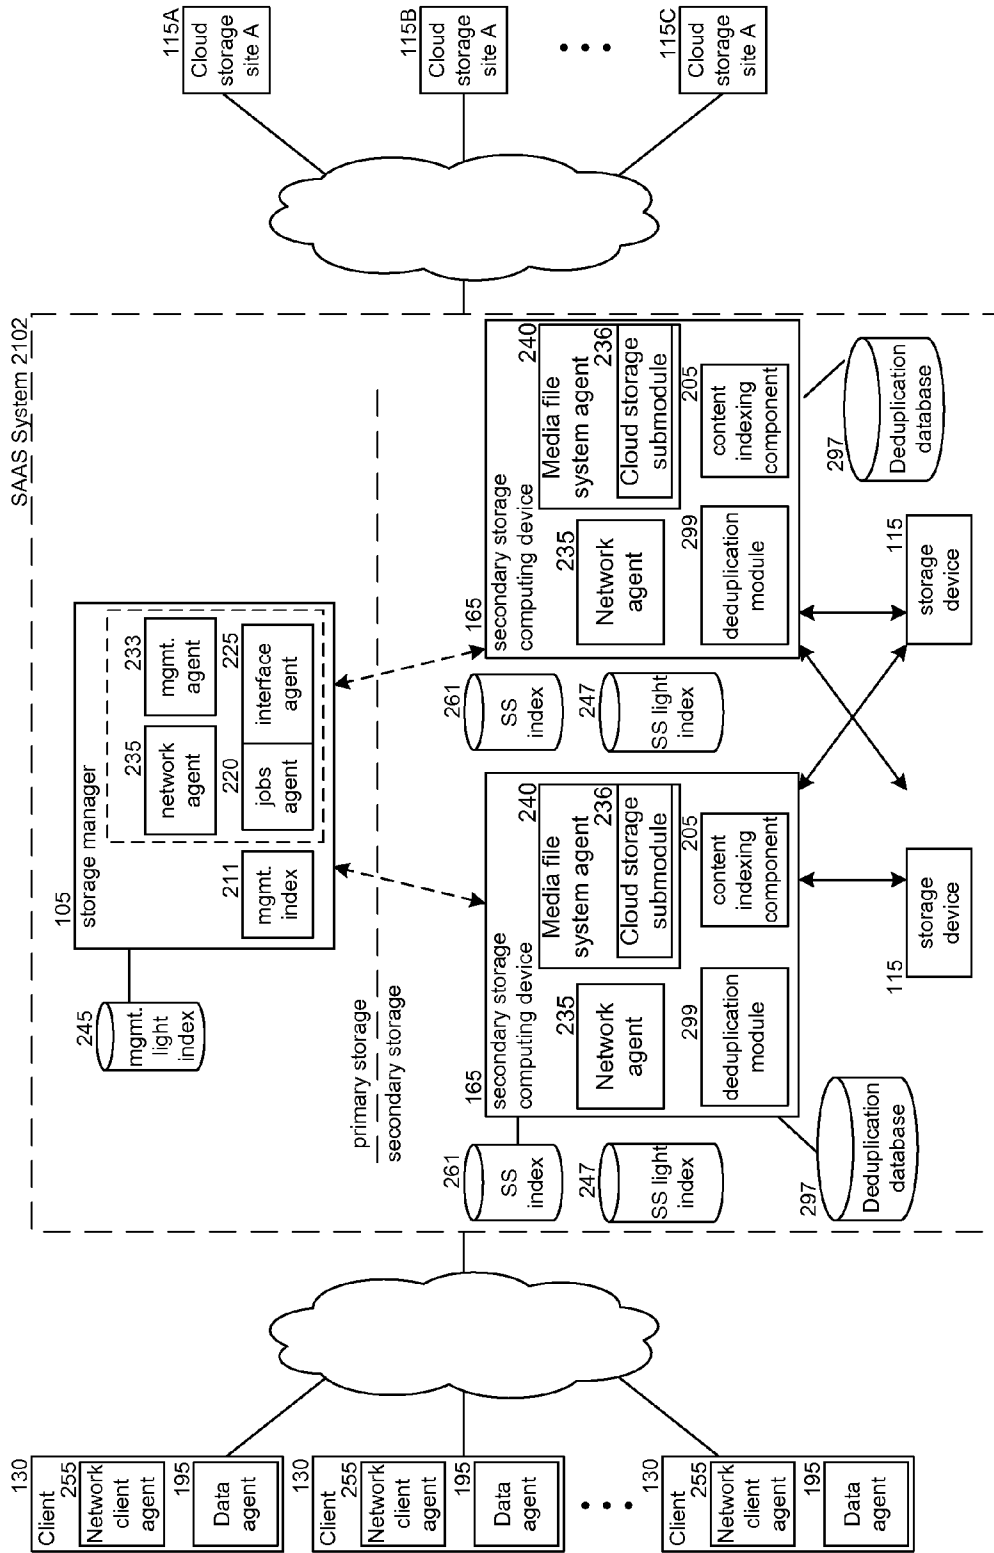 SAAS System 2102
130
Client
255
Network
client
agent
195
Data
agent
130
Client
255
Network
client
agent
195
Data
agent
130
Client
255
Network
client
agent
195
Data
agent
245
mgmt.
light
index
105
storage manager
211
mgmt.
index
235
network
agent
233
mgmt.
agent
220
jobs
agent
225
interface
agent
primary storage
secondary storage
261
SS
index
247
SS light
index
297
Deduplication
database
165
secondary storage
computing device
235
Network
agent
240
Media file
system agent
236
Cloud storage
submodule
299
deduplication
module
205
content
indexing
component
261
SS
index
247
SS light
index
165
secondary storage
computing device
235
Network
agent
240
Media file
system agent
236
Cloud storage
submodule
299
deduplication
module
205
content
indexing
component
297
Deduplication
database
115
storage
device
115
storage
device
115A
Cloud
storage
site A
115B
Cloud
storage
site A
115C
Cloud
storage
site A